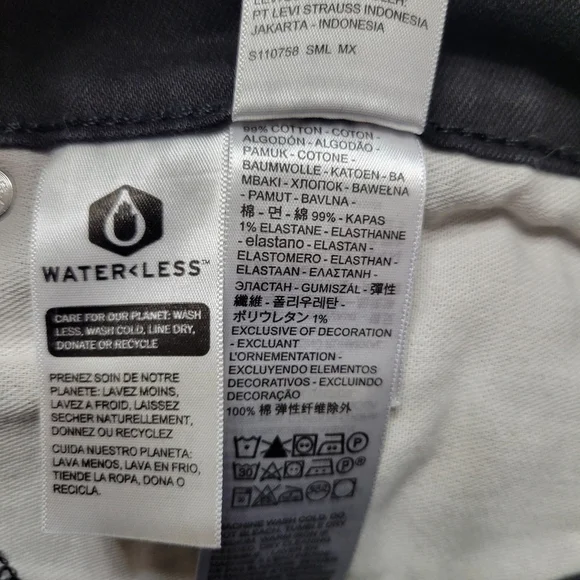 PT LEVI STRAUSS INDONESIA
JAKARTA - INDONESIA
S110758 SML MX
WATER<LESS™
CARE FOR OUR PLANET: WASH
LESS, WASH COLD, LINE DRY,
DONATE OR RECYCLE
PRENEZ SOIN DE NOTRE
PLANETE: LAVEZ MOINS,
LAVEZ A FROID, LAISSEZ
SECHER NATURELLEMENT,
DONNEZ OU RECYCLEZ
CUIDA NUESTRO PLANETA:
LAVA MENOS, LAVA EN FRIO,
TIENDE LA ROPA, DONA O
RECICLA.
99% COTTON - COTON -
ALGODÓN - ALGODÃO -
PAMUK - COTONE -
BAUMWOLLE - KATOEN - BA
MBAKI - ХЛОПОК - BAWEŁNA
- PAMUT - BAVLNA -
棉 - 면 - 綿 99% - KAPAS
1% ELASTANE - ELASTHANNE
- elastano - ELASTAN -
ELASTOMERO - ELASTHAN -
ELASTAAN - ΕΛΑΣΤΑΝΗ -
ЭЛАСТАН - GUMISZÁL - 彈性
纖維 - 폴리우레탄 -
ポリウレタン 1%
EXCLUSIVE OF DECORATION
- EXCLUANT
L'ORNEMENTATION -
EXCLUYENDO ELEMENTOS
DECORATIVOS - EXCLUINDO
DECORAÇÃO
100% 棉 弹性纤维除外
P
30 P
MACHINE WASH COLD. DO